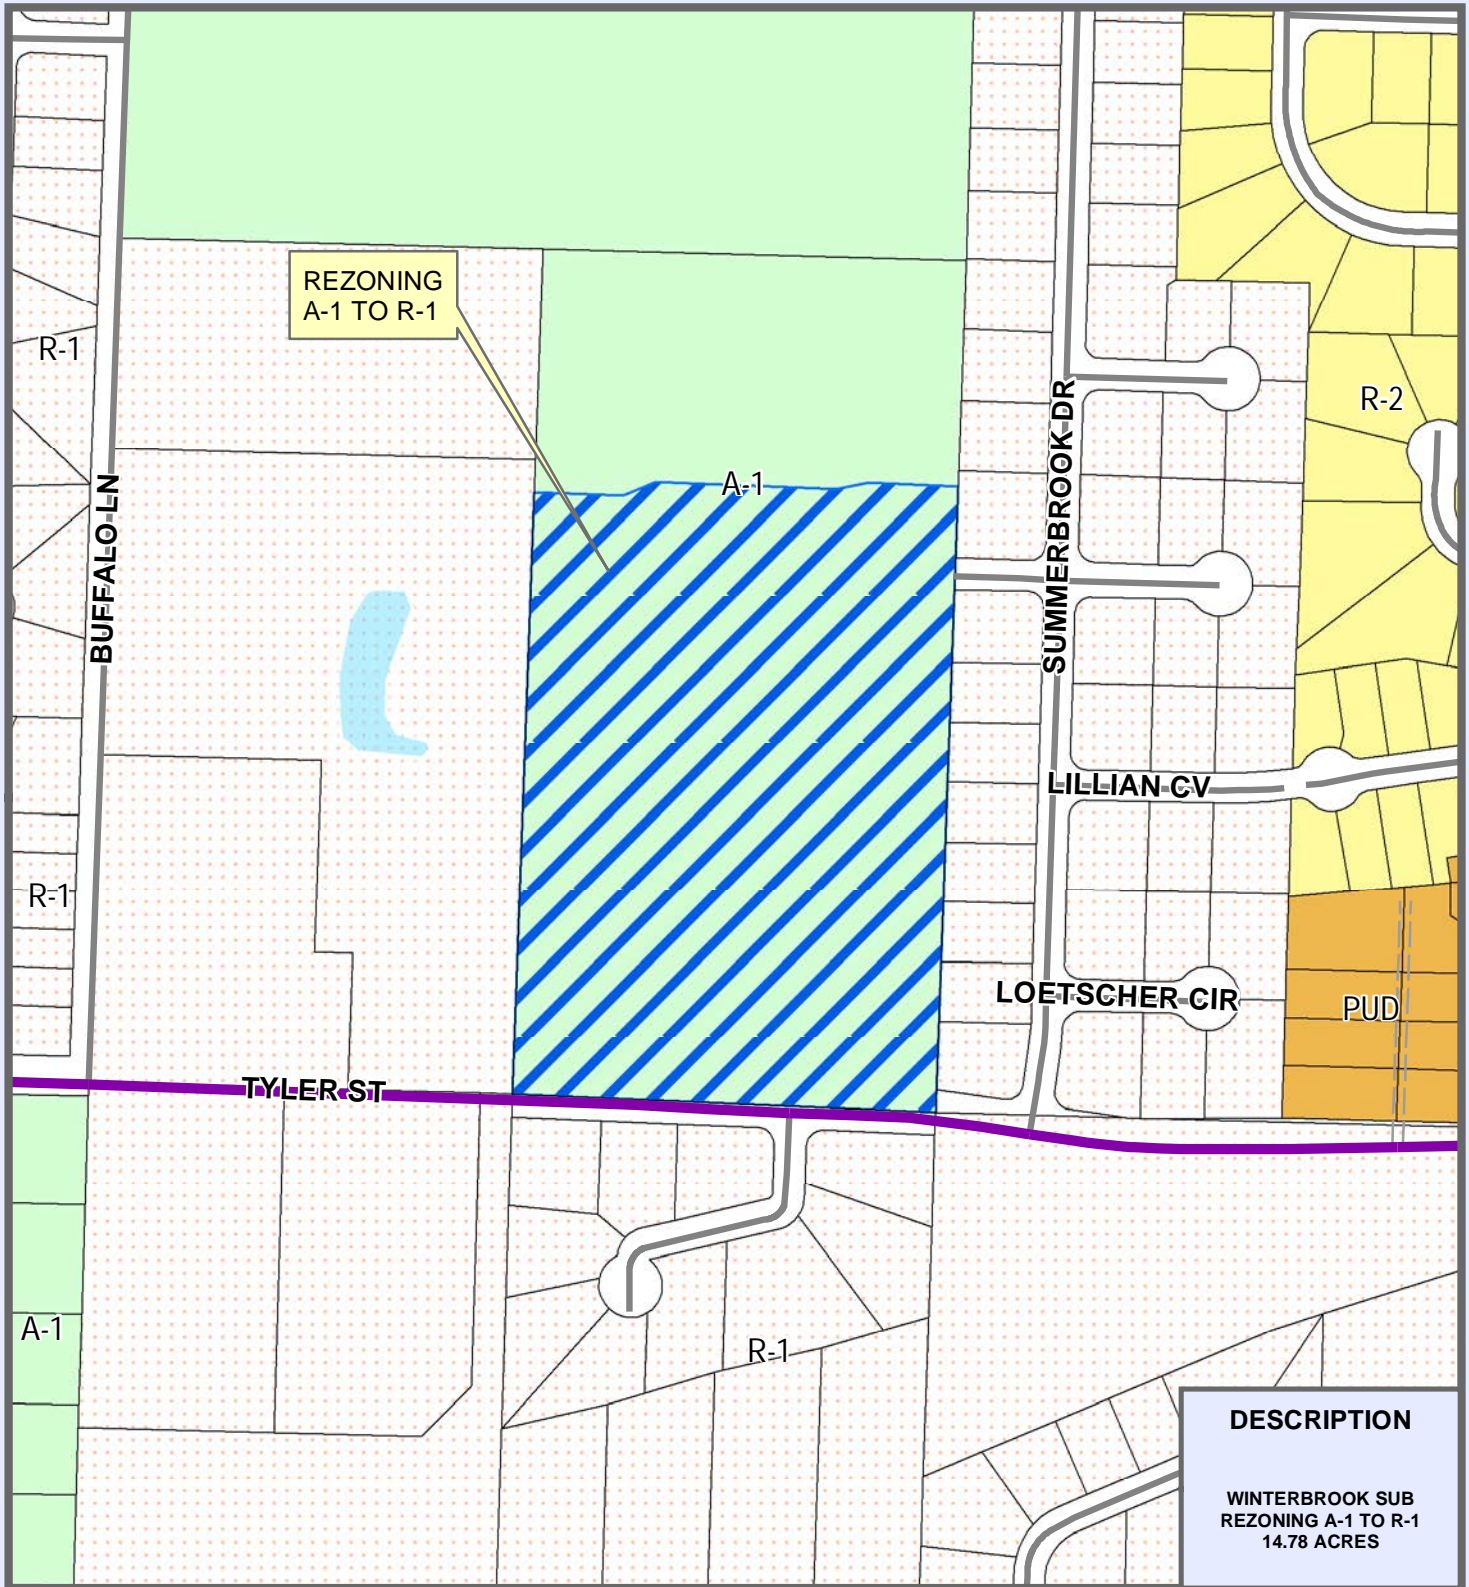 REZONING
A-1 TO R-1
R-1
R-2
SUMMERBROOK DR
A-1
BUFFALO LN
LILLIAN CV
R-1
LOETSCHER CIR
PUD
TYLER ST
A-1
R-1
DESCRIPTION
WINTERBROOK SUB
REZONING A-1 TO R-1
14.78 ACRES